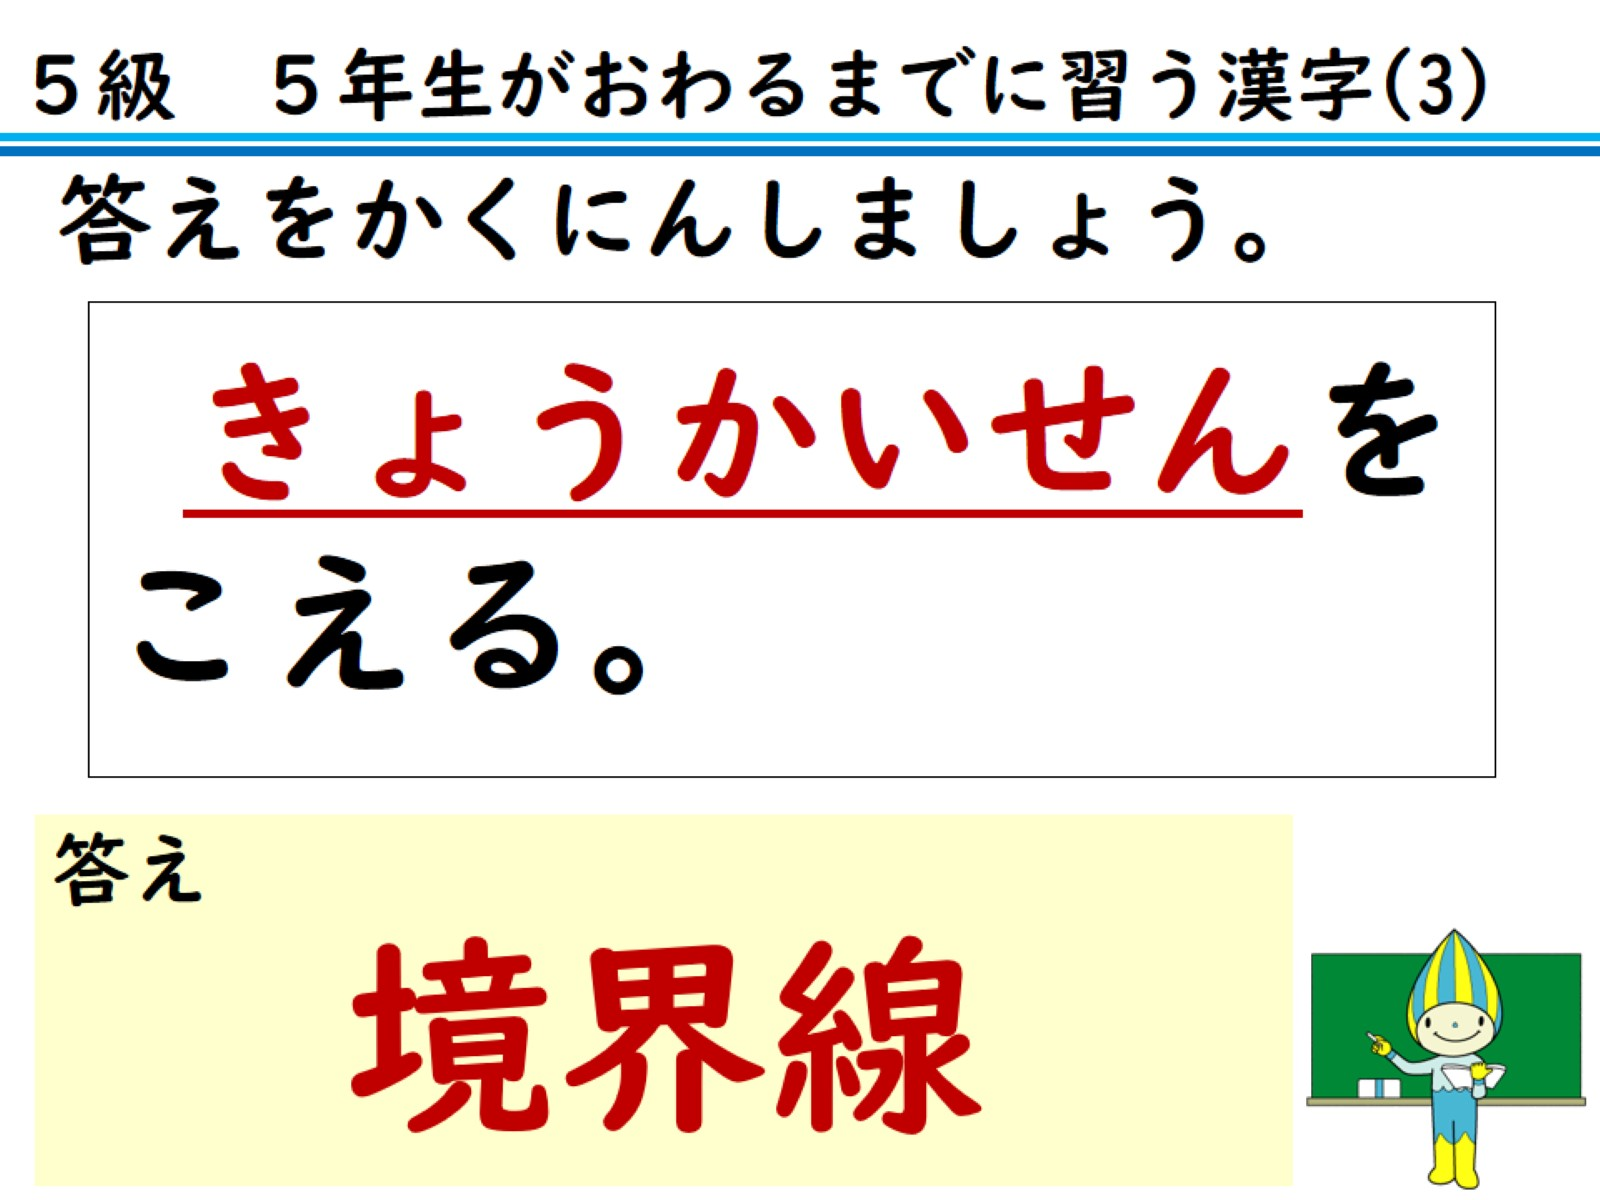 ５級　５年生がおわるまでに習う漢字(3)
答えをかくにんしましょう。
きょうかいせんを
こえる。
答え
境界線